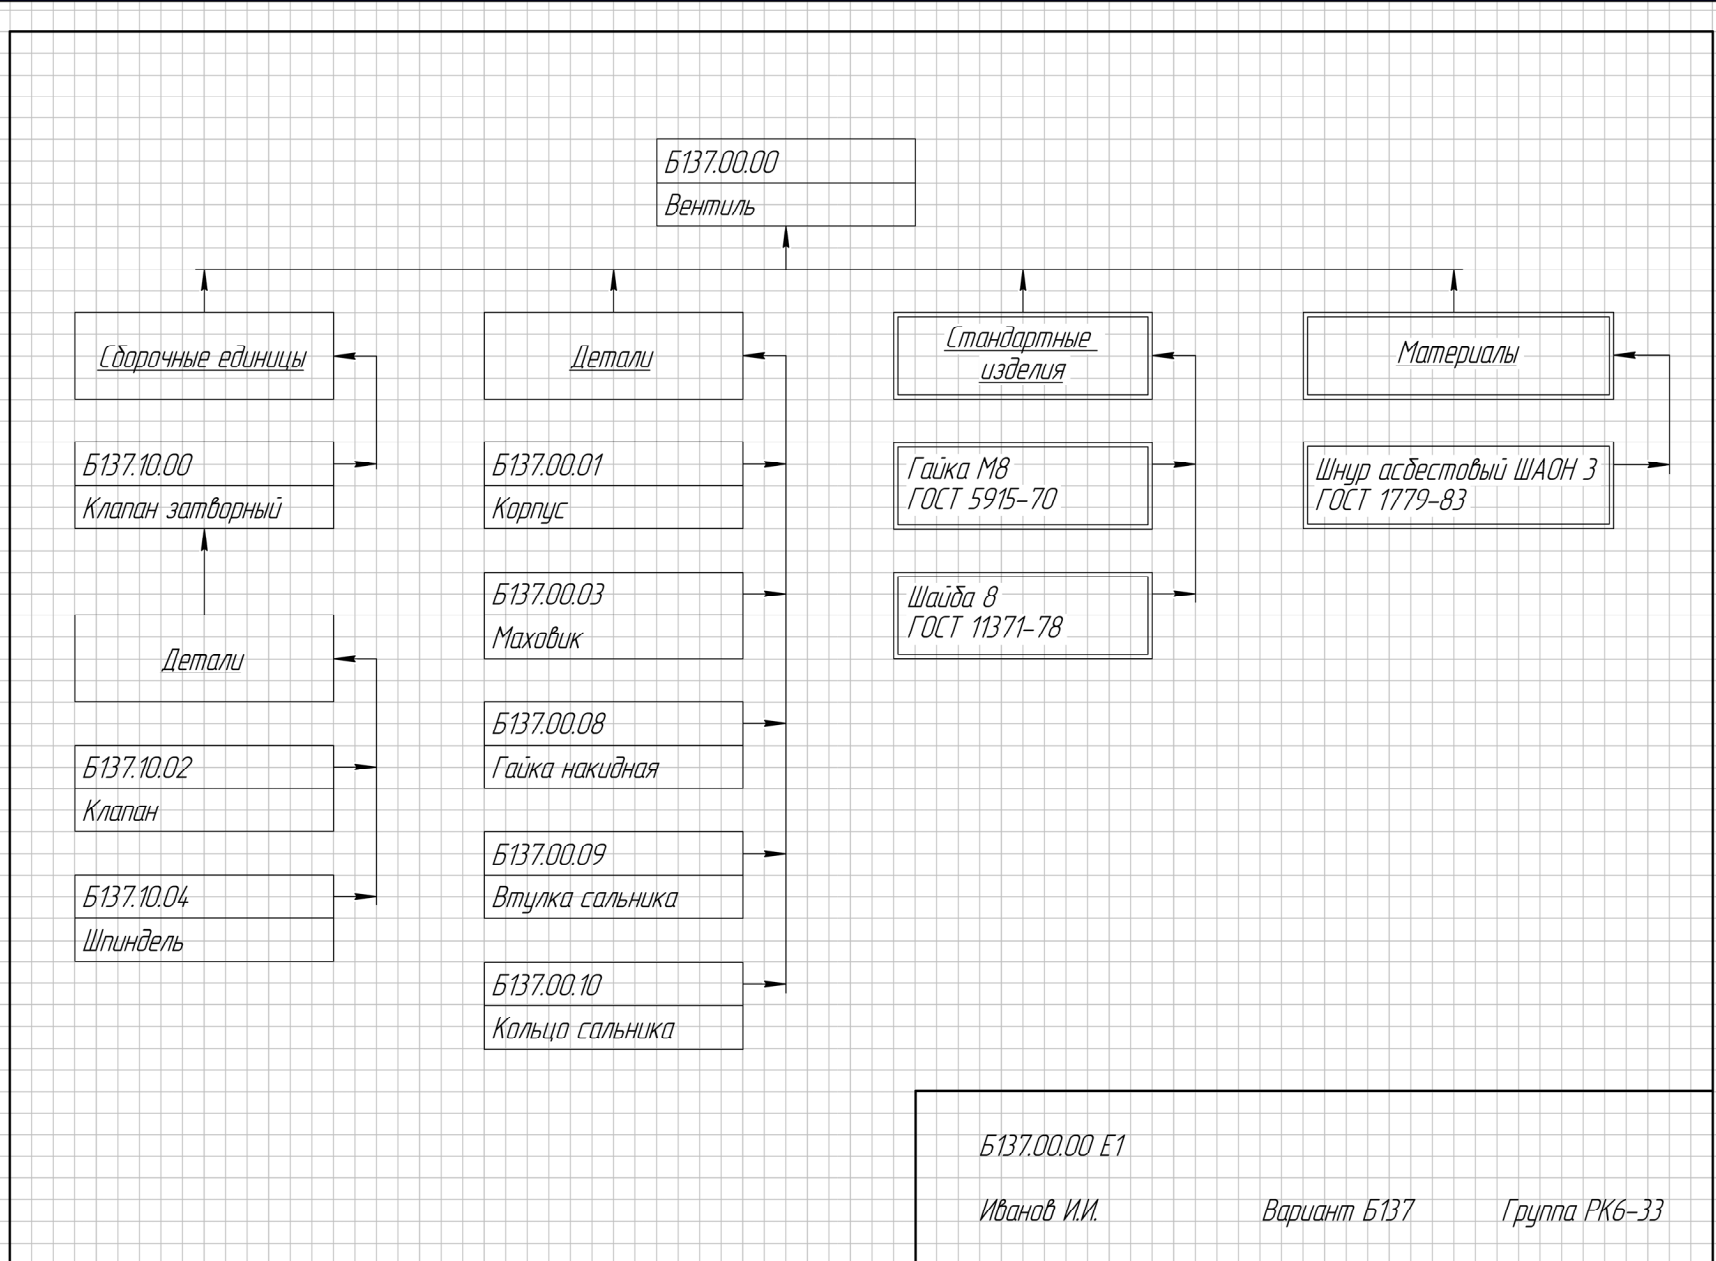 Б137.00.00
Вентиль
Сборочные единицы
Б137.10.00
Клапан затворный
Детали
Б137.10.02
Клапан
Б137.10.04
Шпиндель
Детали
Б137.00.01
Корпус
Б137.00.03
Маховик
Б137.00.08
Гайка накидная
Б137.00.09
Втулка сальника
Б137.00.10
Кольцо сальника
Стандартные
изделия
Гайка М8
ГОСТ 5915-70
Шайба 8
ГОСТ 11371-78
Материалы
Шнур асбестовый ШАОН 3
ГОСТ 1779-83
Б137.00.00 Е1
Иванов И.И. Вариант Б137 Группа РК6-33